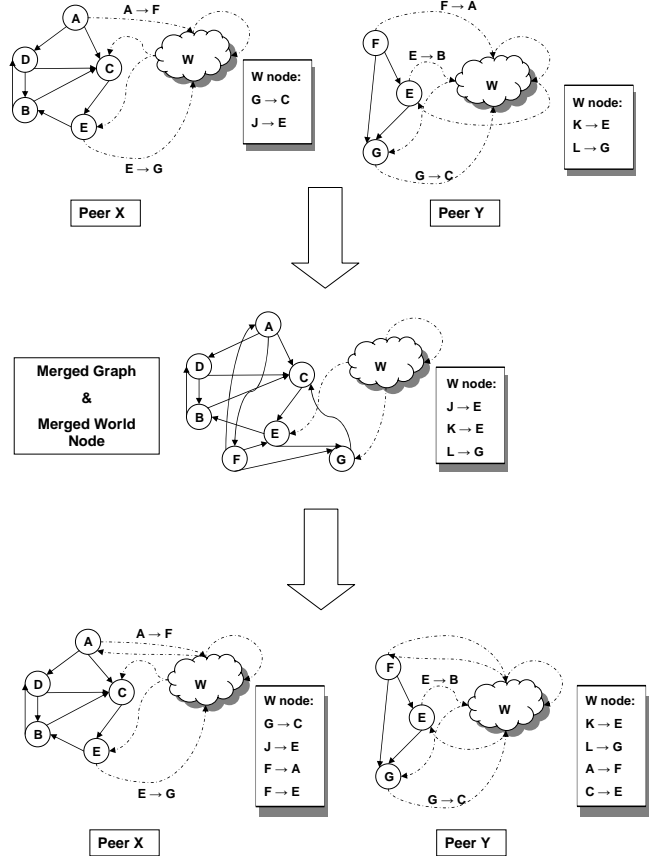 A → F
A
D
C
B
E
W
E → G
W node:
G → C
J → E
Peer X
F → A
F
E → B
E
W
G
G → C
W node:
K → E
L → G
Peer Y
Merged Graph
&
Merged World
Node
A
D
C
B
E
F
G
W
W node:
J → E
K → E
L → G
A → F
A
D
C
B
E
W
E → G
W node:
G → C
J → E
F → A
F → E
Peer X
F
E → B
E
W
G
G → C
W node:
K → E
L → G
A → F
C → E
Peer Y